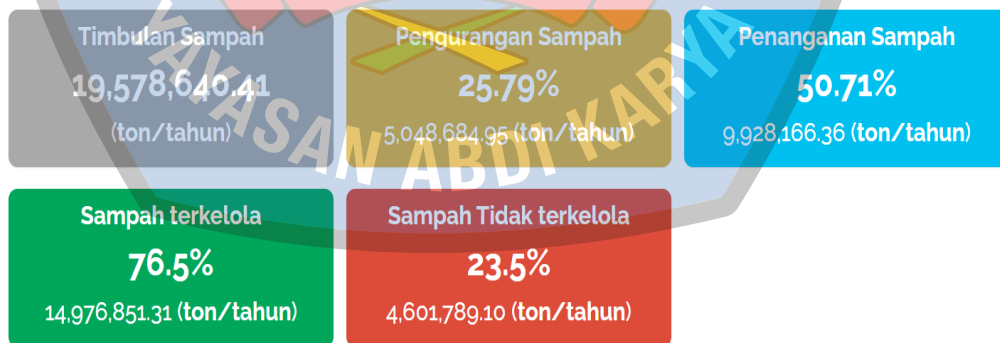 Timbulan Sampah
19,578,640.41
(ton/tahun)
Pengurangan Sampah
25.79%
5,048,684.95 (ton/tahun)
Penanganan Sampah
50.71%
9,928,166.36 (ton/tahun)
Sampah terkelola
76.5%
14,976,851.31 (ton/tahun)
Sampah Tidak terkelola
23.5%
4,601,789.10 (ton/tahun)
YAYASAN ABDI KARYA